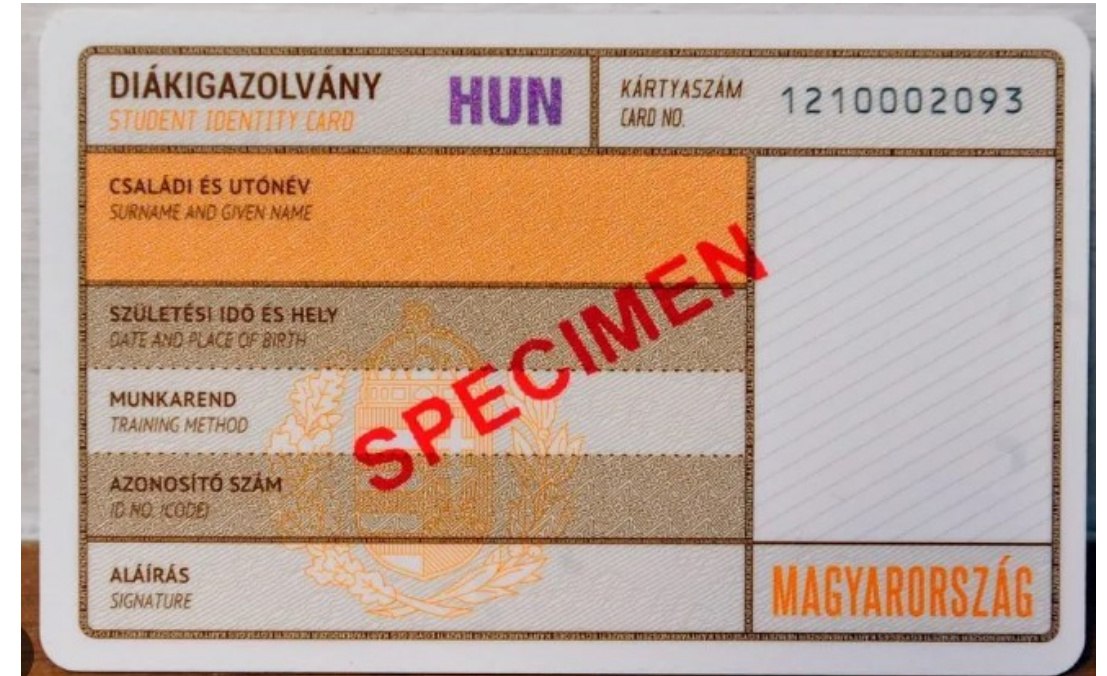 DIÁKIGAZOLVÁNY
STUDENT IDENTITY CARD
HUN
KÁRTYASZÁM
CARD NO.
1210002093
CSALÁDI ÉS UTÓNÉV
SURNAME AND GIVEN NAME
SZÜLETÉSI IDŐ ÉS HELY
DATE AND PLACE OF BIRTH
MUNKAREND
TRAINING METHOD
AZONOSÍTÓ SZÁM
ID NO. (CODE)
ALÁÍRÁS
SIGNATURE
SPECIMEN
MAGYARORSZÁG